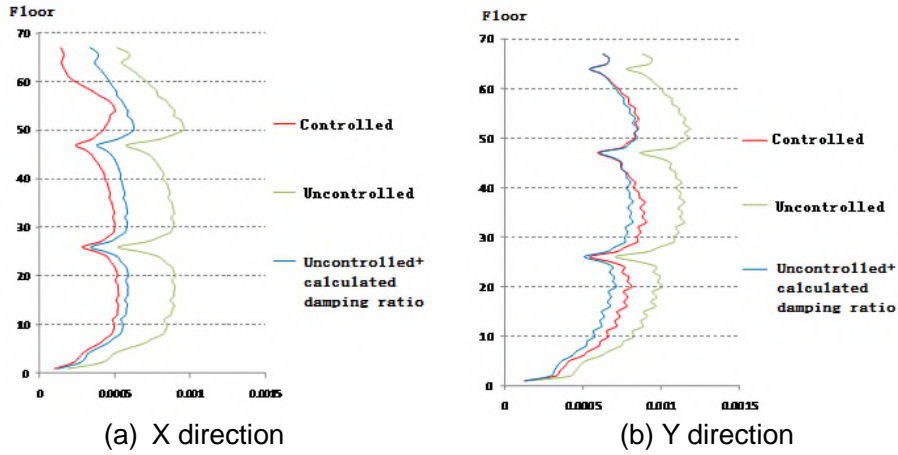 Floor
70
60
50
40
30
20
10
0
0
0.0005
0.001
0.0015
Controlled
Uncontrolled
Uncontrolled+
calculated
damping ratio
(a) X direction
Floor
70
60
50
40
30
20
10
0
0
0.0005
0.001
0.0015
Controlled
Uncontrolled
Uncontrolled+
calculated
damping ratio
(b) Y direction